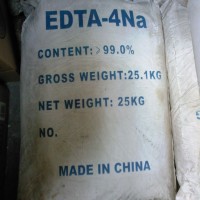 EDTA-4Na
CONTENT: ≥99.0%
GROSS WEIGHT:25.1KG
NET WEIGHT: 25KG
NO.
MADE IN CHINA